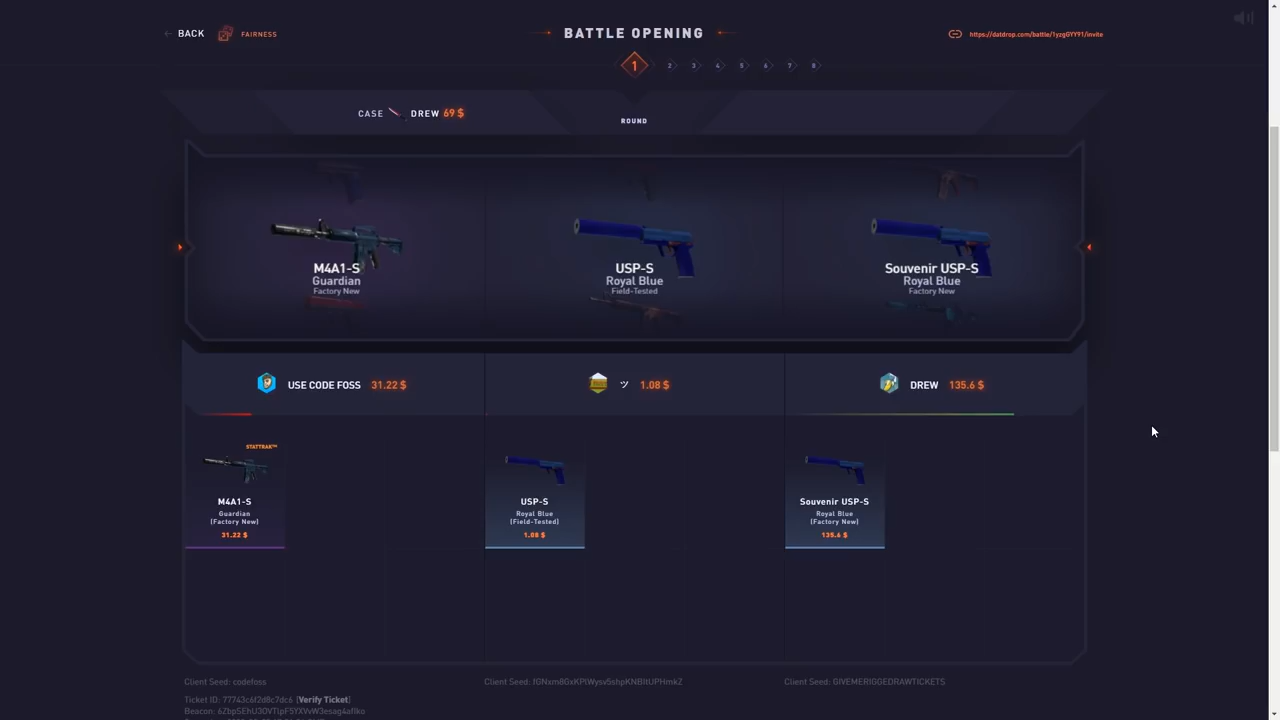 ← BACK
FAIRNESS
BATTLE OPENING
https://datdrop.com/battle/1yzgGYY91/invite
1 2 3 4 5 6 7 8
CASE DREW 69 $
ROUND
M4A1-S
Guardian
Factory New
USP-S
Royal Blue
Field-Tested
Souvenir USP-S
Royal Blue
Factory New
USE CODE FOSS 31.22 $
ツ 1.08 $
DREW 135.6 $
STATTRAK™
M4A1-S
Guardian
(Factory New)
31.22 $
USP-S
Royal Blue
(Field-Tested)
1.08 $
Souvenir USP-S
Royal Blue
(Factory New)
135.6 $
Client Seed: codefoss
Client Seed: GIVEMERIGGEDRAWTICKETS
Client Seed:
Ticket ID: 77743c6f2d8c7dc6 [Verify Ticket]
Beacon: